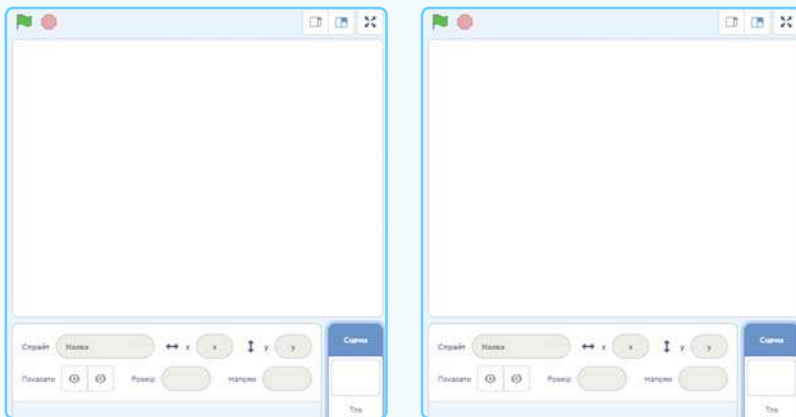 Спрайт Назва x x y y
Показати Розмір Напрям
Сцена
Тло
Спрайт Назва x x y y
Показати Розмір Напрям
Сцена
Тло